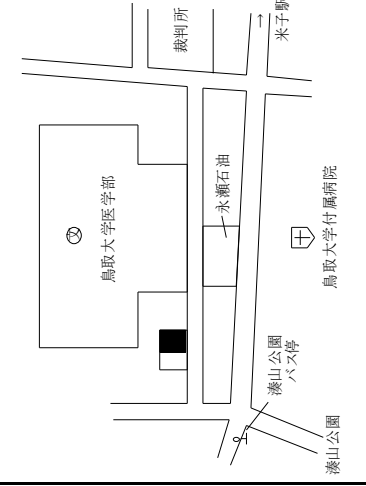 裁判所
→
米子駅
鳥取大学医学部
文
永瀬石油
鳥取大学付属病院
湊山公園
バス停
湊山公園